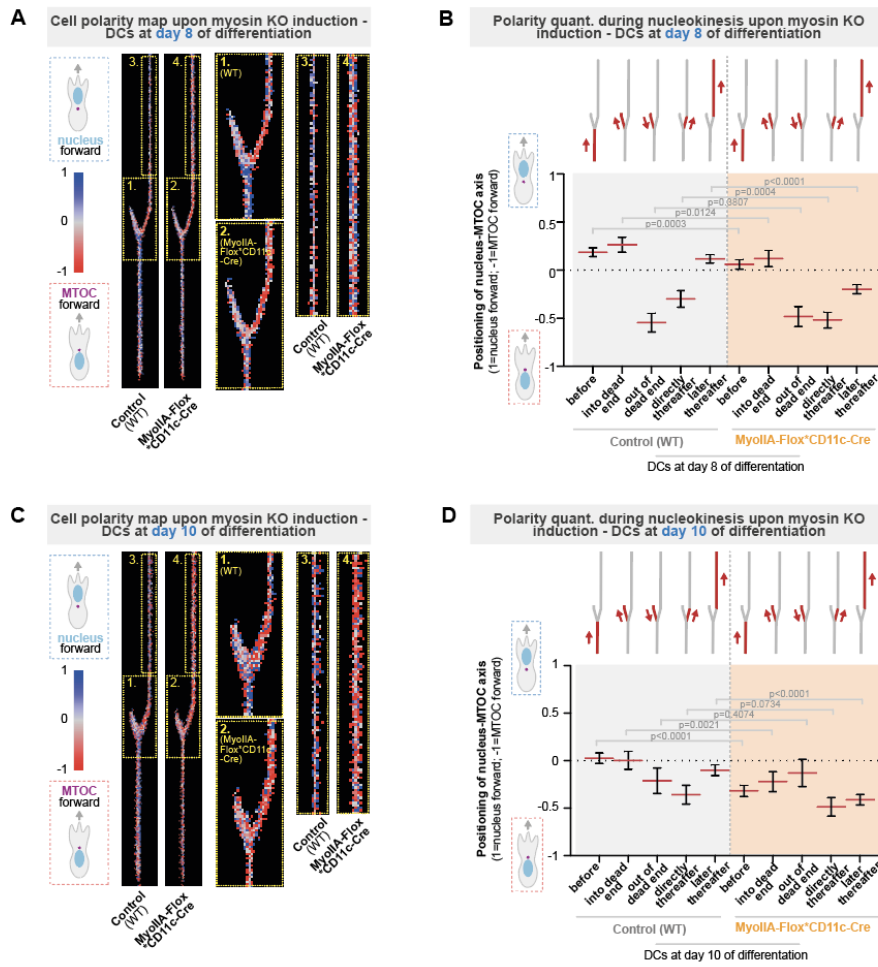 A
Cell polarity map upon myosin KO induction -
DCs at day 8 of differentiation
nucleus
forward
1
0
-1
MTOC
forward
3.
4.
1.
2.
1.
(WT)
2.
(MyoIIA-
Flox*CD11c
-Cre)
3.
4.
Control
(WT)
MyoIIA-Flox
*CD11c-Cre
Control
(WT)
MyoIIA-Flox
*CD11c-Cre
B
Polarity quant. during nucleokinesis upon myosin KO
induction - DCs at day 8 of differentiation
Positioning of nucleus-MTOC axis
(1=nucleus forward; -1=MTOC forward)
1
0.5
0
-0.5
-1
p<0.0001
p=0.0004
p=0.0124
p=0.0003
before
into dead
end
out of
dead end
directly
thereafter
later
thereafter
before
into dead
end
out of
dead end
directly
thereafter
later
thereafter
Control (WT)
MyoIIA-Flox*CD11c-Cre
DCs at day 8 of differentation
C
Cell polarity map upon myosin KO induction -
DCs at day 10 of differentiation
nucleus
forward
1
0
-1
MTOC
forward
3.
4.
1.
2.
1.
(WT)
2.
(MyoIIA-
Flox*CD11c
-Cre)
3.
4.
Control
(WT)
MyoIIA-Flox
*CD11c-Cre
Control
(WT)
MyoIIA-Flox
*CD11c-Cre
D
Polarity quant. during nucleokinesis upon myosin KO
induction - DCs at day 10 of differentiation
Positioning of nucleus-MTOC axis
(1=nucleus forward; -1=MTOC forward)
1
0.5
0
-0.5
-1
p<0.0001
p=0.0734
p=0.4074
p=0.0021
p<0.0001
before
into dead
end
out of
dead end
directly
thereafter
later
thereafter
before
into dead
end
out of
dead end
directly
thereafter
later
thereafter
Control (WT)
MyoIIA-Flox*CD11c-Cre
DCs at day 10 of differentation